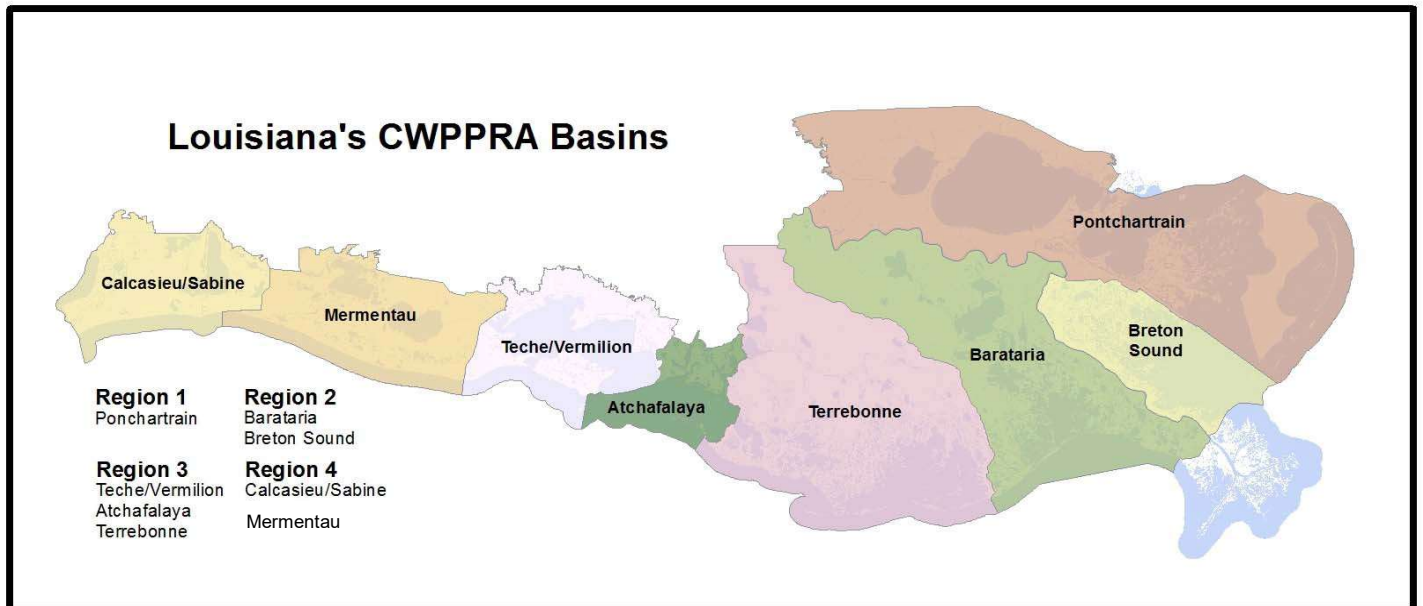 Louisiana's CWPPRA Basins
Pontchartrain
Calcasieu/Sabine
Mermentau
Teche/Vermilion
Breton
Sound
Barataria
Atchafalaya
Terrebonne
Region 1
Ponchartrain
Region 2
Barataria
Breton Sound
Region 3
Teche/Vermilion
Atchafalaya
Terrebonne
Region 4
Calcasieu/Sabine
Mermentau